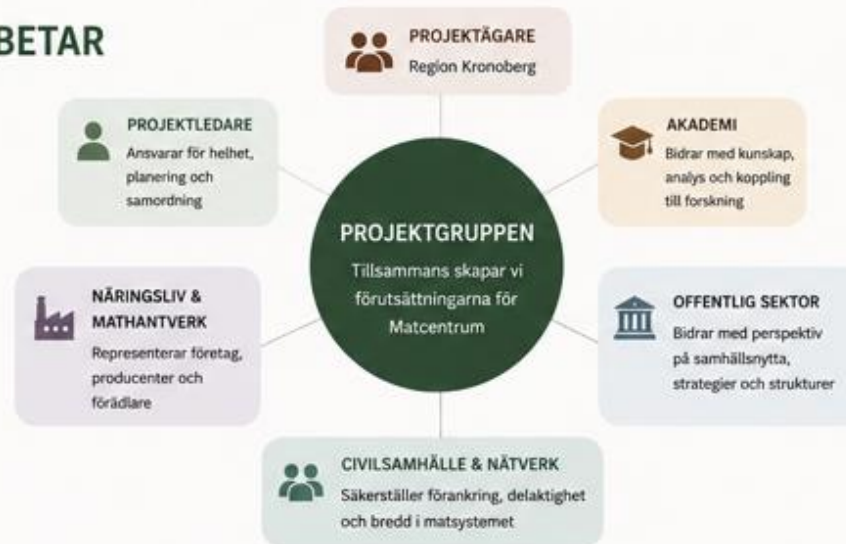 BETAR
PROJEKTÄGARE
Region Kronoberg
PROJEKTLEDARE
Ansvarar för helhet,
planering och
samordning
AKADEMI
Bidrar med kunskap,
analys och koppling
till forskning
PROJEKTGRUPPEN
Tillsammans skapar vi
förutsättningarna för
Matcentrum
NÄRINGSLIV &
MATHANTVERK
Representerar företag,
producenter och
förädlare
OFFENTLIG SEKTOR
Bidrar med perspektiv
på samhällsnytta,
strategier och strukturer
CIVILSAMHÄLLE & NÄTVERK
Säkerställer förankring, delaktighet
och bredd i matsystemet